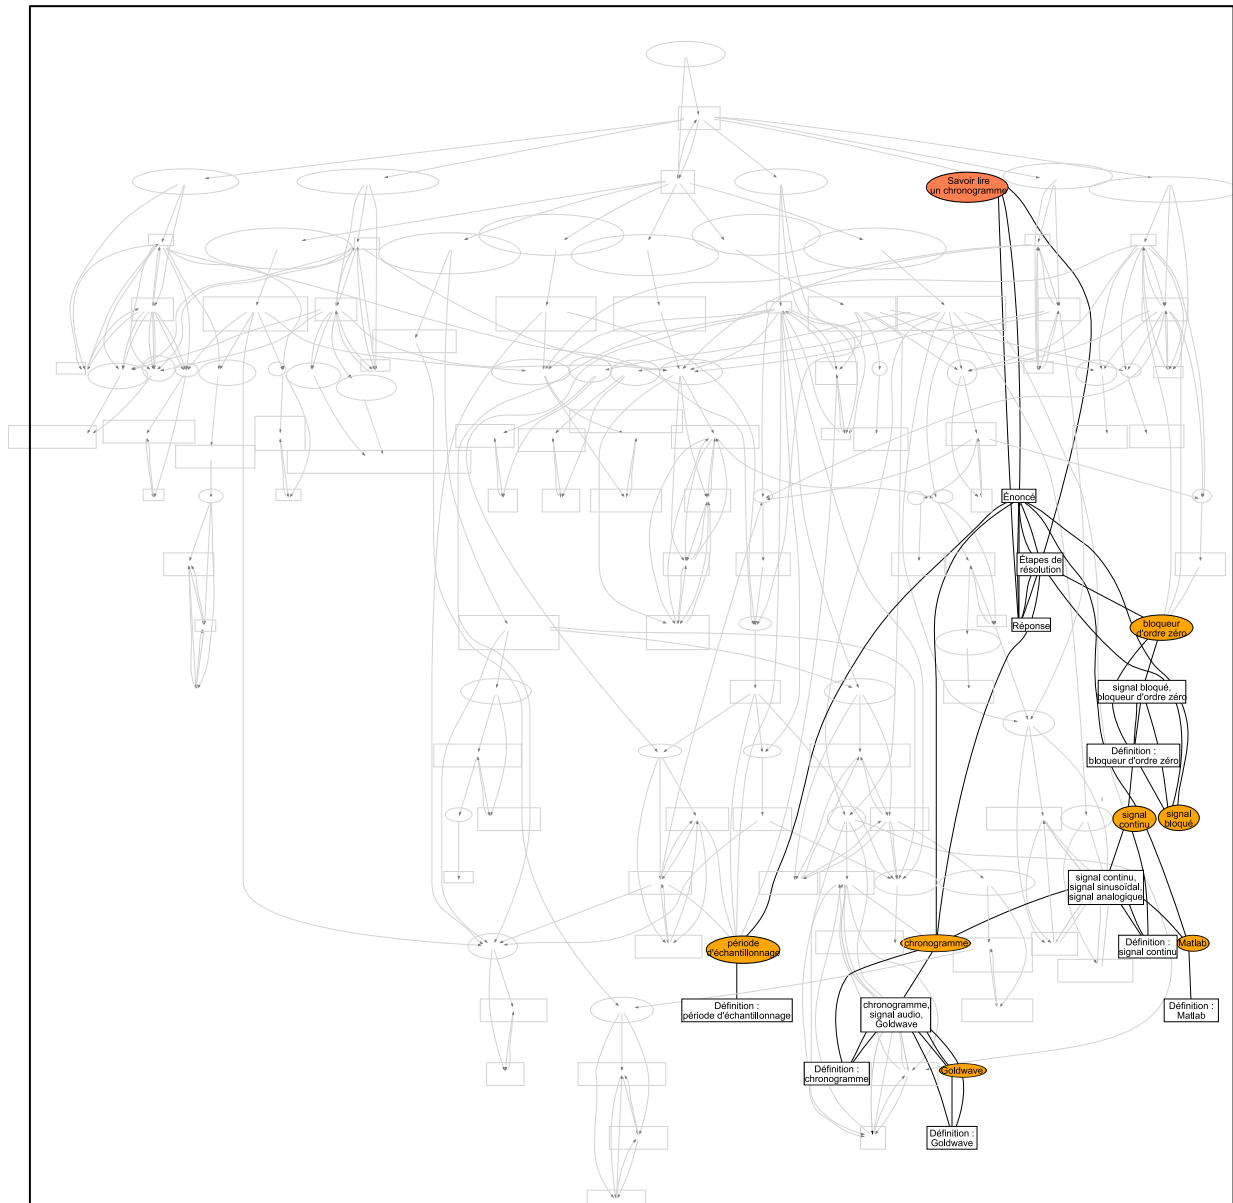 Savoir lire
un chronogramme
Énoncé
Étapes de
résolution
Réponse
bloqueur
d'ordre zéro
signal bloqué,
bloqueur d'ordre zéro
Définition :
bloqueur d'ordre zéro
signal
continu
signal
bloqué
signal continu,
signal sinusoïdal,
signal analogique
période
d'échantillonnage
chronogramme
Définition :
signal continu
Matlab
Définition :
période d'échantillonnage
chronogramme,
signal audio,
Goldwave
Définition :
Matlab
Définition :
chronogramme
Goldwave
Définition :
Goldwave